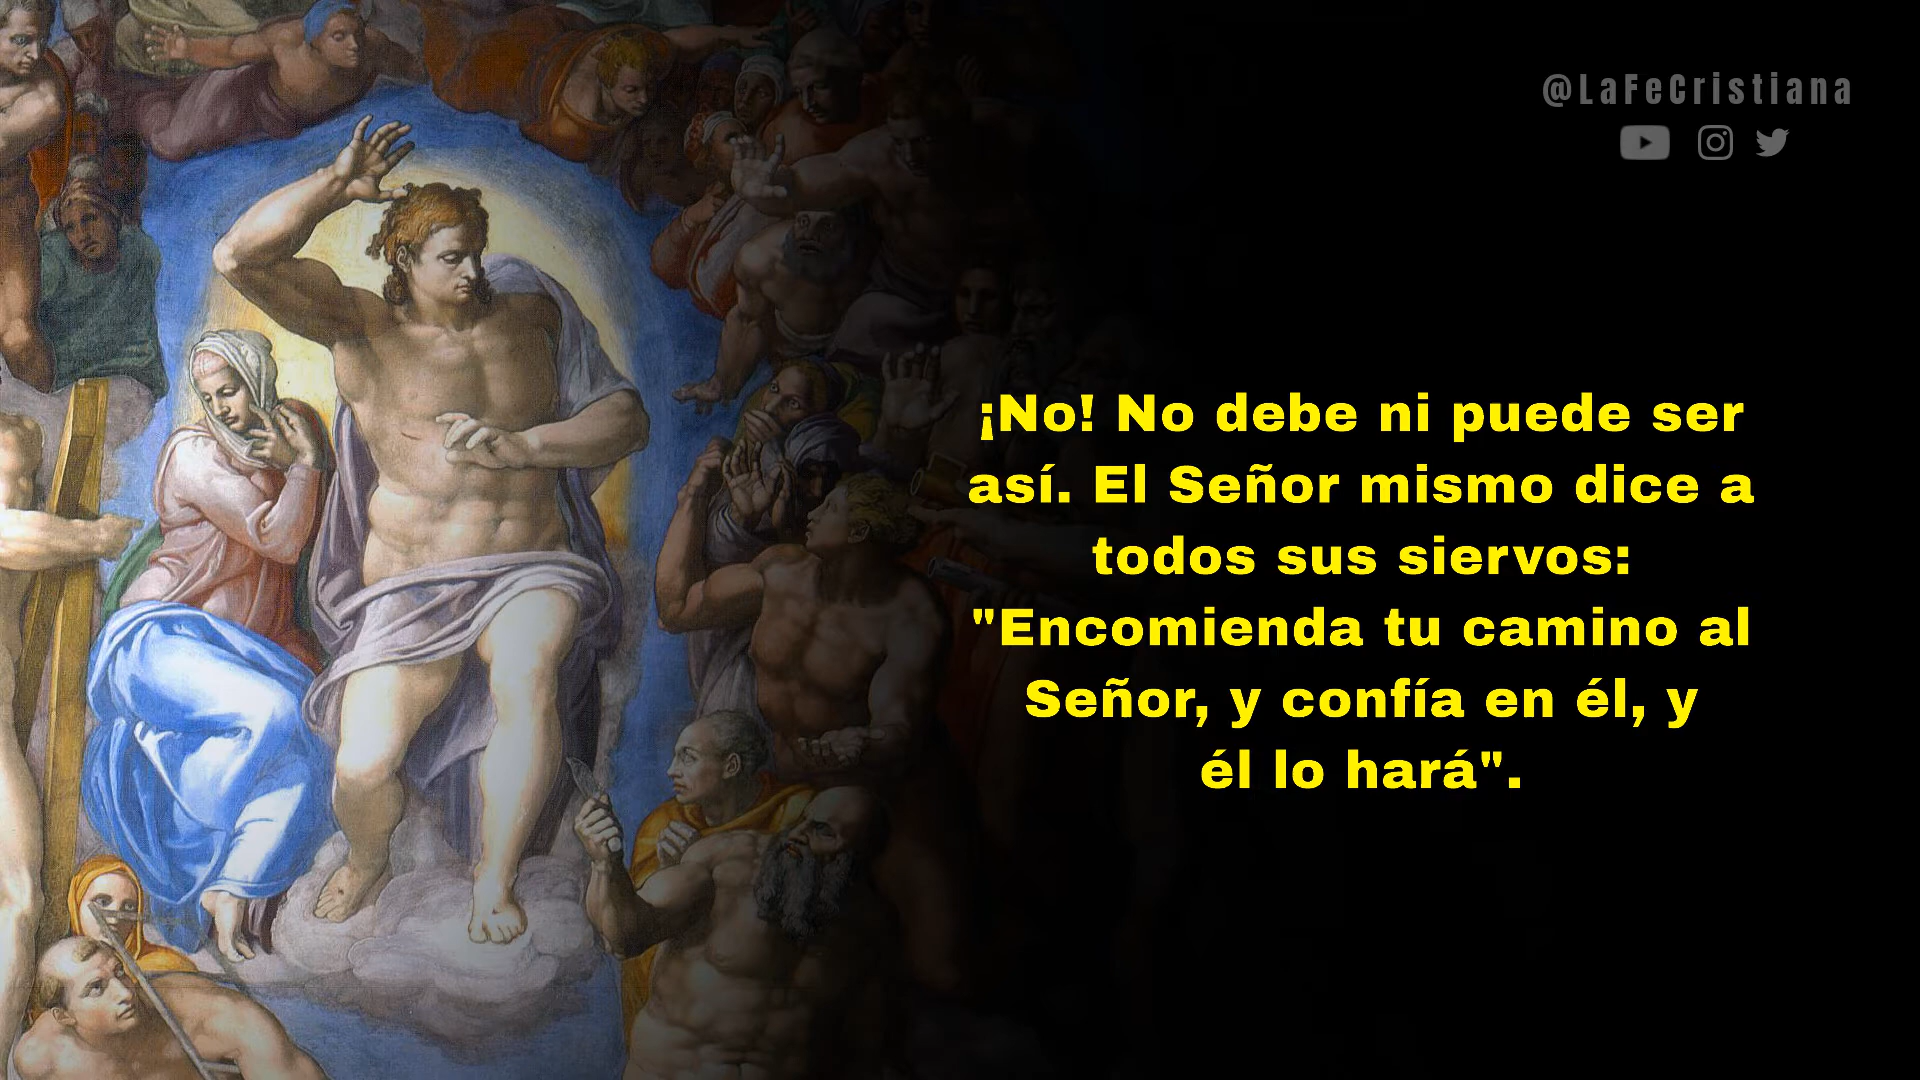 @LaFeCristiana
¡No! No debe ni puede ser
así. El Señor mismo dice a
todos sus siervos:
"Encomienda tu camino al
Señor, y confía en él, y
él lo hará".